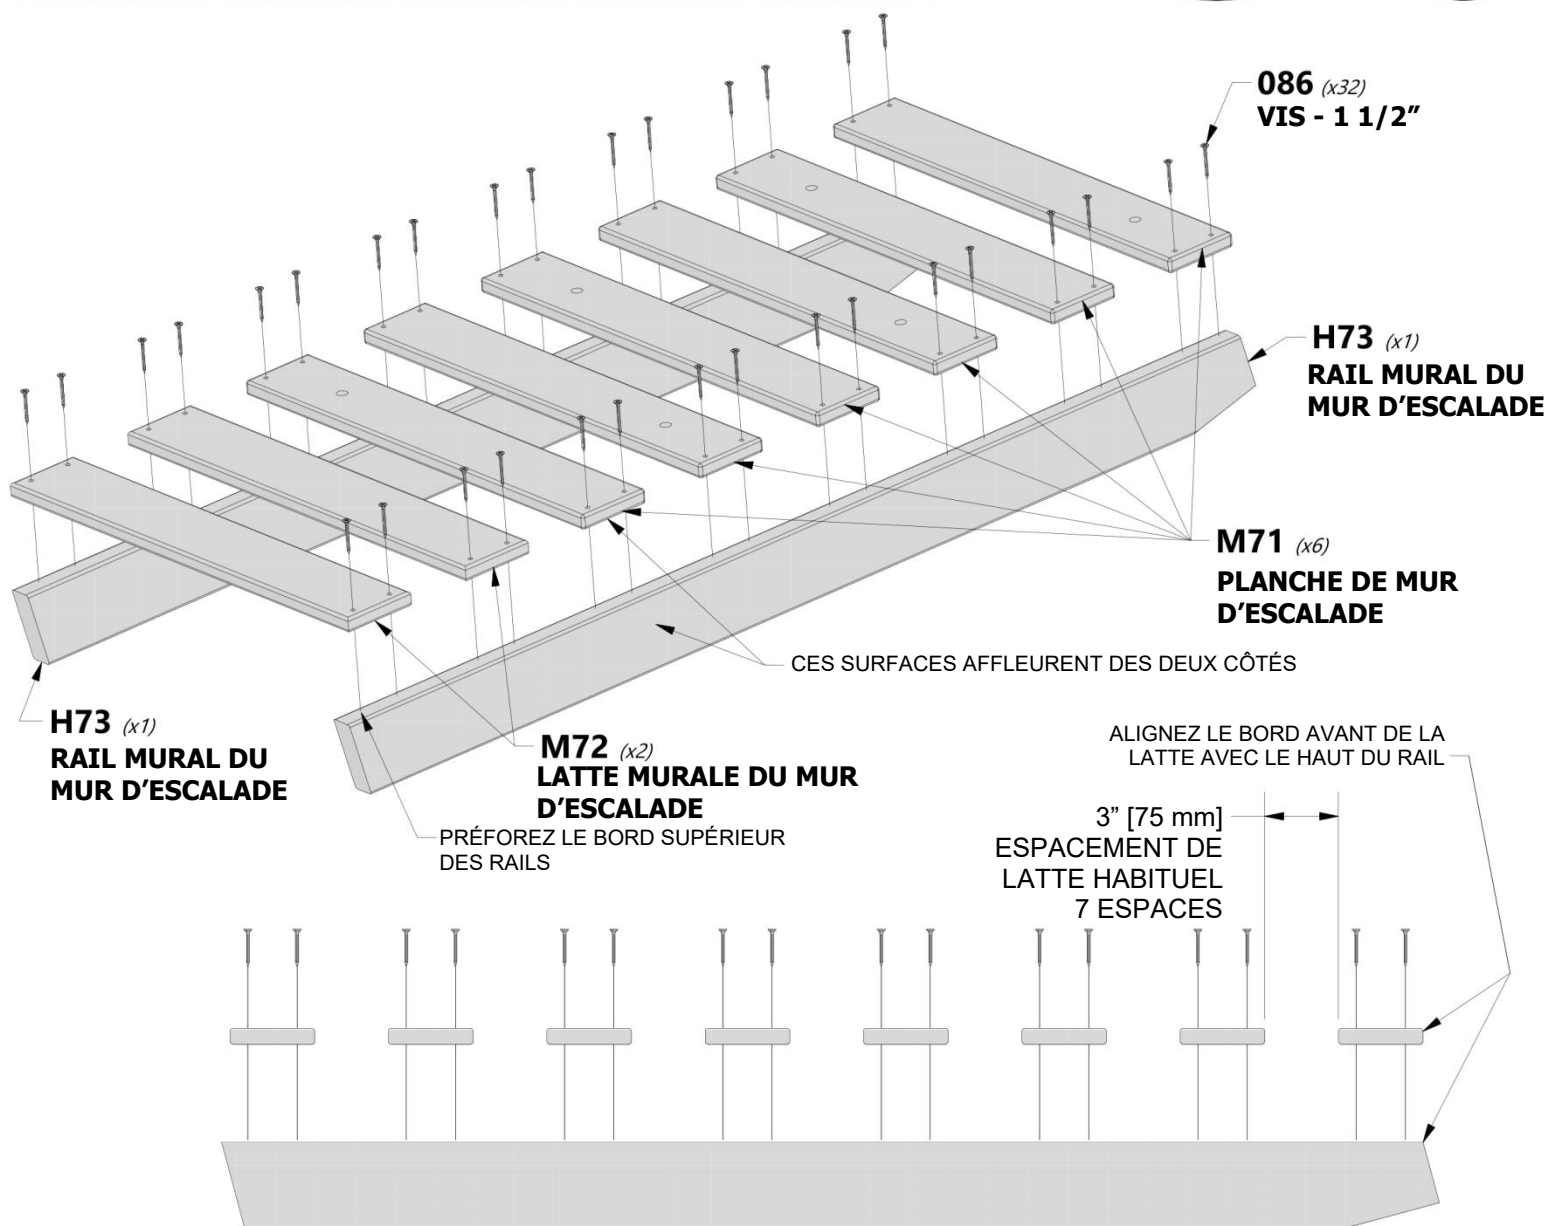 086 (x32)
VIS - 1 1/2"
H73 (x1)
RAIL MURAL DU
MUR D'ESCALADE
M71 (x6)
PLANCHE DE MUR
D'ESCALADE
CES SURFACES AFFLEURENT DES DEUX CÔTÉS
H73 (x1)
RAIL MURAL DU
MUR D'ESCALADE
M72 (x2)
LATTE MURALE DU MUR
D'ESCALADE
PRÉFOREZ LE BORD SUPÉRIEUR
DES RAILS
ALIGNEZ LE BORD AVANT DE LA
LATTE AVEC LE HAUT DU RAIL
3" [75 mm]
ESPACEMENT DE
LATTE HABITUEL
7 ESPACES